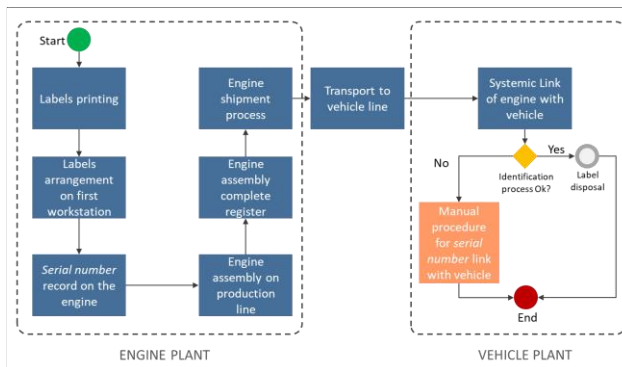 Start
Labels printing
Labels
arrangement
on first
workstation
Serial number
record on the
engine
Engine
assembly on
production
line
Engine
assembly
complete
register
Engine
shipment
process
Transport to
vehicle line
Systemic Link
of engine with
vehicle
Identification
process Ok?
Yes
Label
disposal
No
Manual
procedure
for serial
number link
with vehicle
End
ENGINE PLANT
VEHICLE PLANT